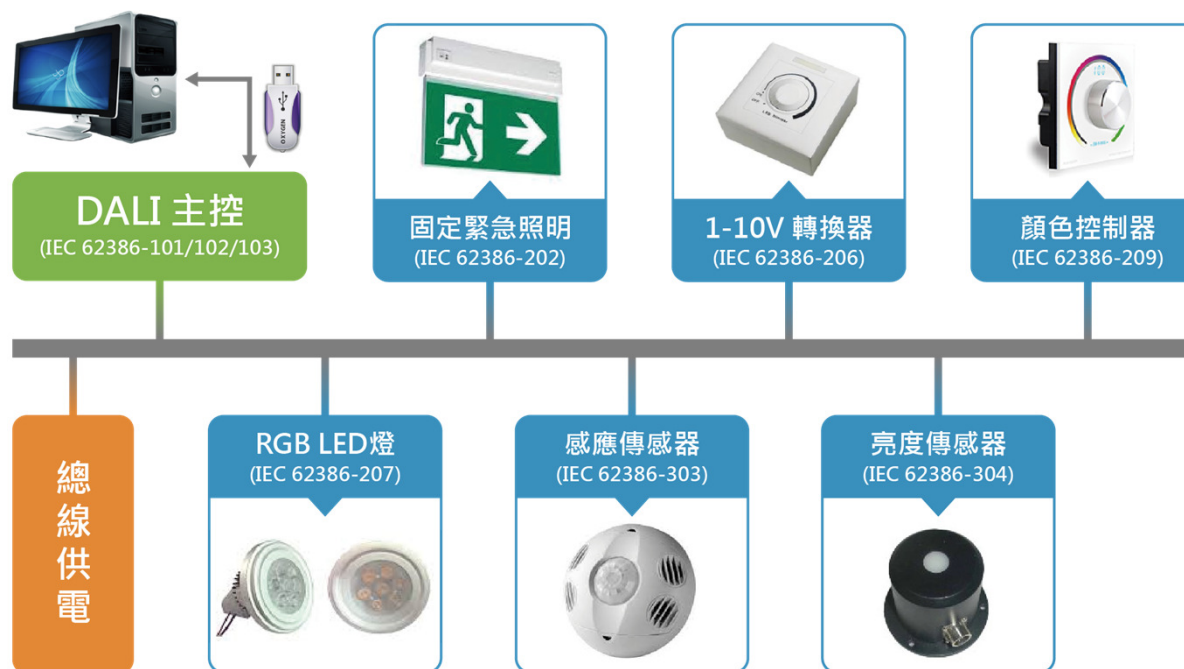 OXYGEN
DALI 主控
(IEC 62386-101/102/103)
固定緊急照明
(IEC 62386-202)
1-10V 轉換器
(IEC 62386-206)
顏色控制器
(IEC 62386-209)
總線供電
RGB LED燈
(IEC 62386-207)
感應傳感器
(IEC 62386-303)
亮度傳感器
(IEC 62386-304)